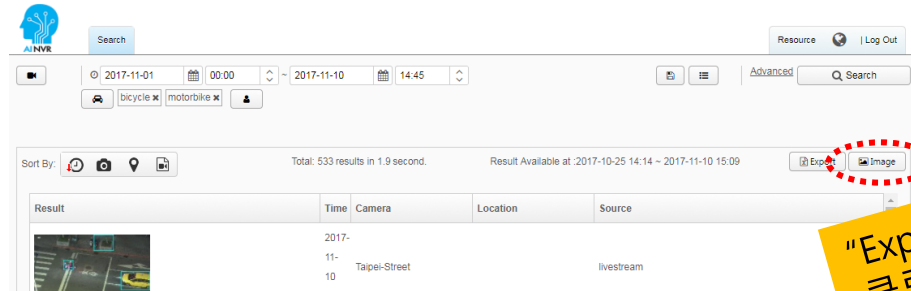 AI NVR
Search
Resource | Log Out
2017-11-01 00:00 ~ 2017-11-10 14:45 Advanced Search
bicycle × motorbike ×
Sort By: Total: 533 results in 1.9 second. Result Available at :2017-10-25 14:14 ~ 2017-11-10 15:09 Export Image
Result Time Camera Location Source
2017-
11-
10
Taipei-Street livestream